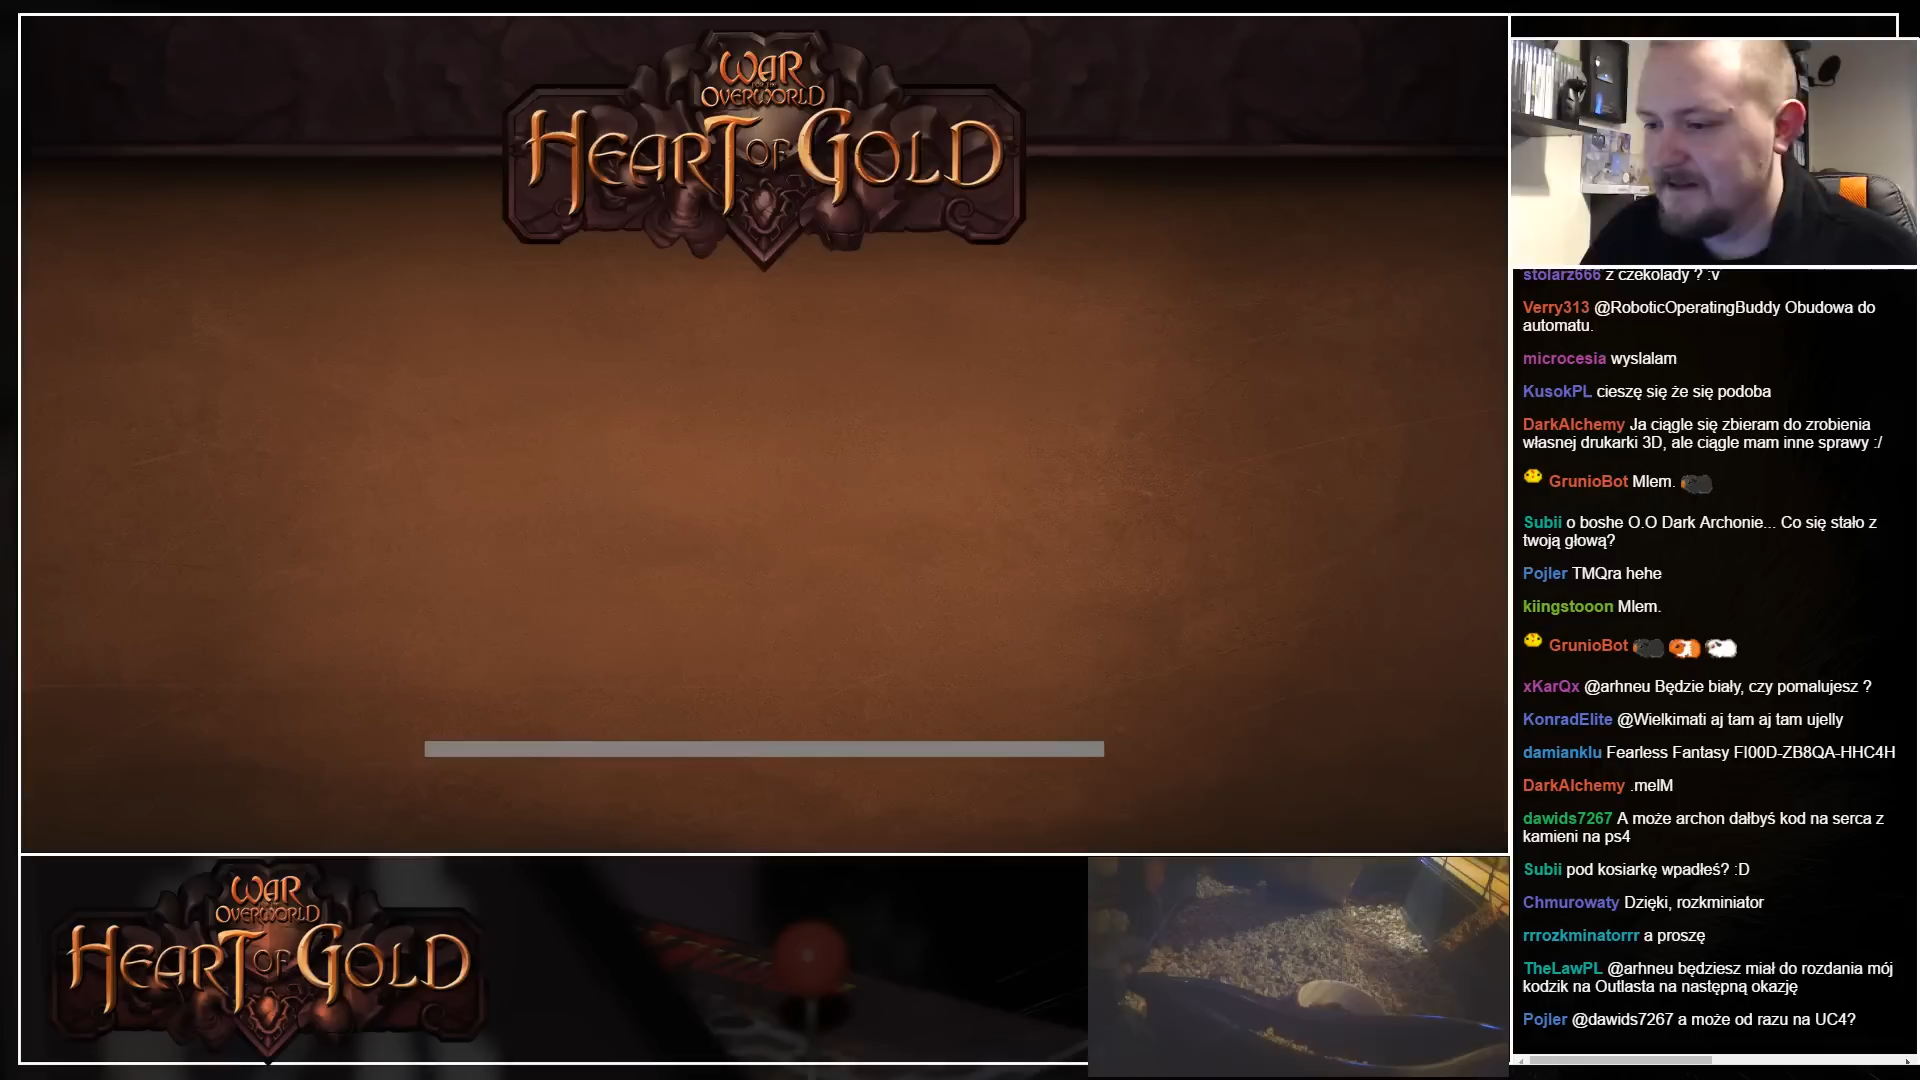 WAR
FOR THE
OVERWORLD
HEART OF GOLD
stolarz666 z czekolady ? :v
Verry313 @RoboticOperatingBuddy Obudowa do
automatu.
microcesia wyslalam
KusokPL cieszę się że się podoba
DarkAlchemy Ja ciągle się zbieram do zrobienia
własnej drukarki 3D, ale ciągle mam inne sprawy :/
GrunioBot Mlem.
Subii o boshe O.O Dark Archonie... Co się stało z
twoją głową?
Pojler TMQra hehe
kiingstooon Mlem.
GrunioBot
xKarQx @arhneu Będzie biały, czy pomalujesz ?
KonradElite @Wielkimati aj tam aj tam ujelly
damianklu Fearless Fantasy FI00D-ZB8QA-HHC4H
DarkAlchemy .melM
dawids7267 A może archon dałbyś kod na serca z
kamieni na ps4
Subii pod kosiarkę wpadłeś? :D
Chmurowaty Dzięki, rozkminiator
rrrozkminatorrr a proszę
TheLawPL @arhneu będziesz miał do rozdania mój
kodzik na Outlasta na następną okazję
Pojler @dawids7267 a może od razu na UC4?
WAR
OVERWORLD
HEART OF GOLD